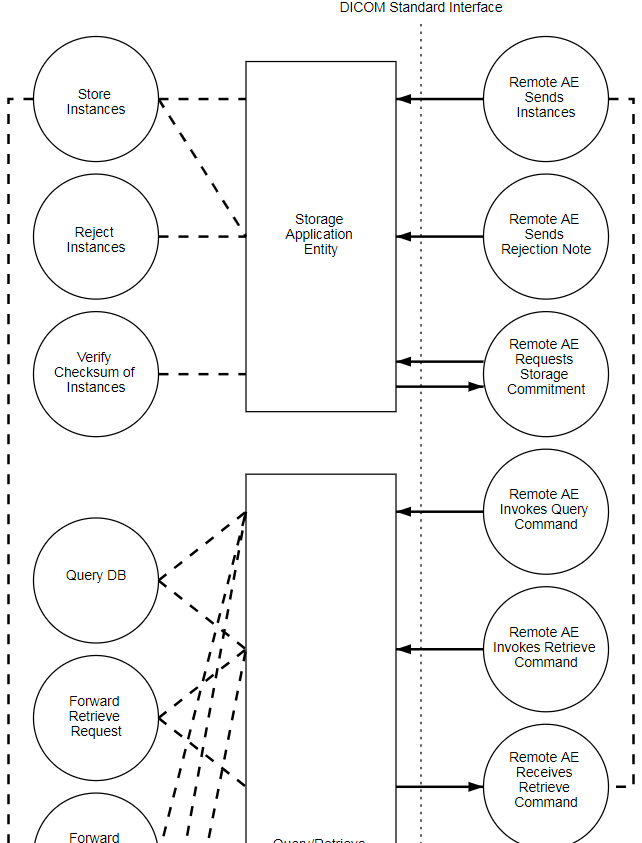 DICOM Standard Interface
Store
Instances
Remote AE
Sends
Instances
Reject
Instances
Storage
Application
Entity
Remote AE
Sends
Rejection Note
Verify
Checksum of
Instances
Remote AE
Requests
Storage
Commitment
Remote AE
Invokes Query
Command
Query DB
Remote AE
Invokes Retrieve
Command
Forward
Retrieve
Request
Remote AE
Receives
Retrieve
Command
Forward
Query/Retrieve